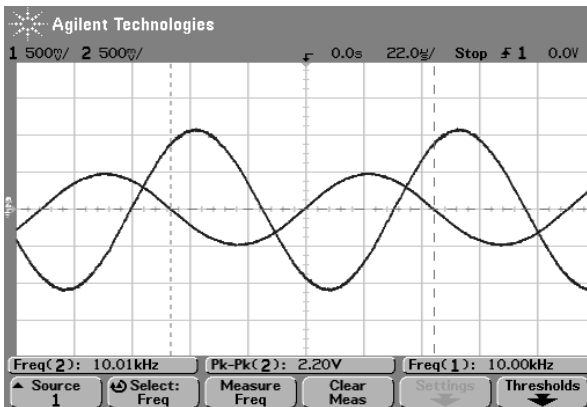 Agilent Technologies
1 500mV/ 2 500mV/ 0.0s 22.0µs/ Stop 1 0.0V
Freq(2): 10.01kHz Pk-Pk(2): 2.20V Freq(1): 10.00kHz
Source Select: Measure Clear Settings Thresholds
1 Freq Freq Meas